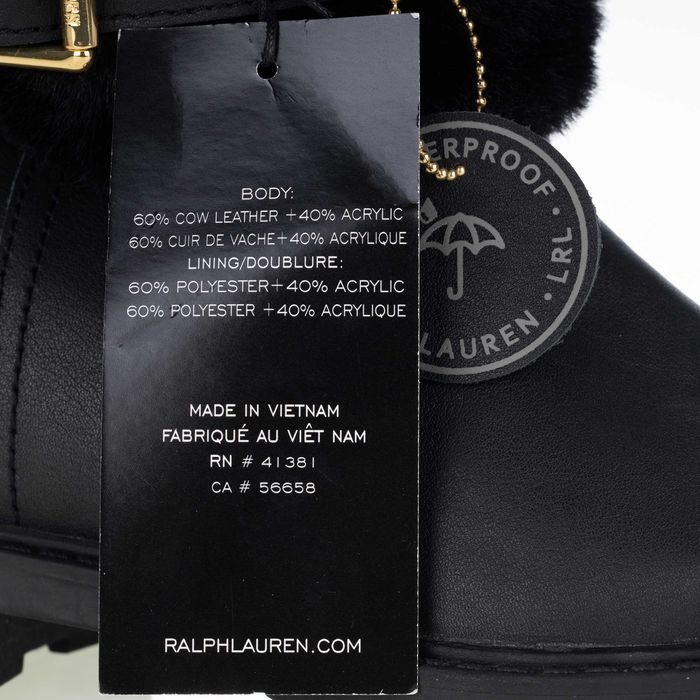 BODY:
60% COW LEATHER +40% ACRYLIC
60% CUIR DE VACHE+40% ACRYLIQUE
LINING/DOUBLURE:
60% POLYESTER+40% ACRYLIC
60% POLYESTER +40% ACRYLIQUE
MADE IN VIETNAM
FABRIQUÉ AU VIÊT NAM
RN # 41381
CA # 56658
RALPHLAUREN.COM
ERPROOF • LRL •
LAUREN